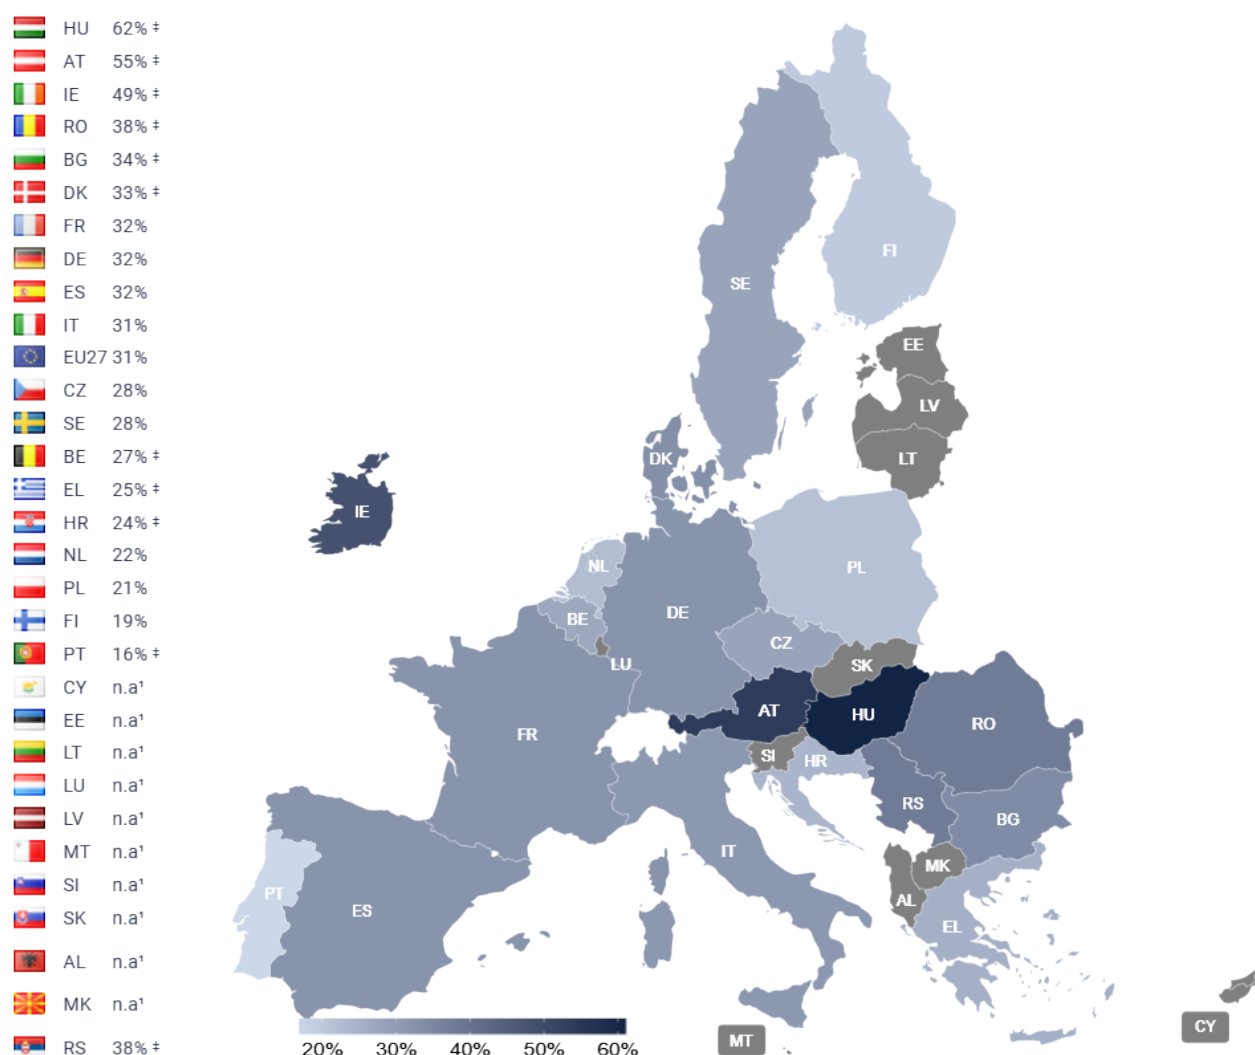 HU 62% ‡
AT 55% ‡
IE 49% ‡
RO 38% ‡
BG 34% ‡
DK 33% ‡
FR 32%
DE 32%
ES 32%
IT 31%
EU27 31%
CZ 28%
SE 28%
BE 27% ‡
EL 25% ‡
HR 24% ‡
NL 22%
PL 21%
FI 19%
PT 16% ‡
CY n.a¹
EE n.a¹
LT n.a¹
LU n.a¹
LV n.a¹
MT n.a¹
SI n.a¹
SK n.a¹
AL n.a¹
MK n.a¹
RS 38% ‡
FI
SE
EE
LV
LT
DK
IE
NL
PL
BE
DE
CZ
LU
SK
AT
HU
RO
FR
SI
HR
RS
BG
IT
MK
PT
AL
ES
EL
CY
MT
20% 30% 40% 50% 60%